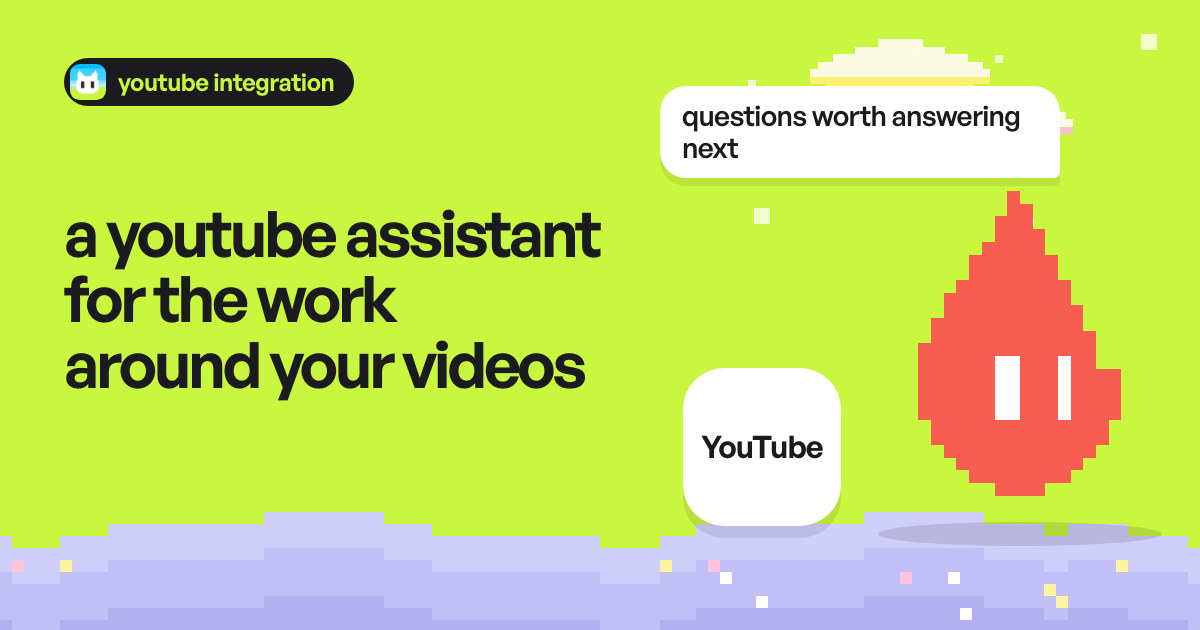 youtube integration
questions worth answering
next
a youtube assistant
for the work
around your videos
YouTube